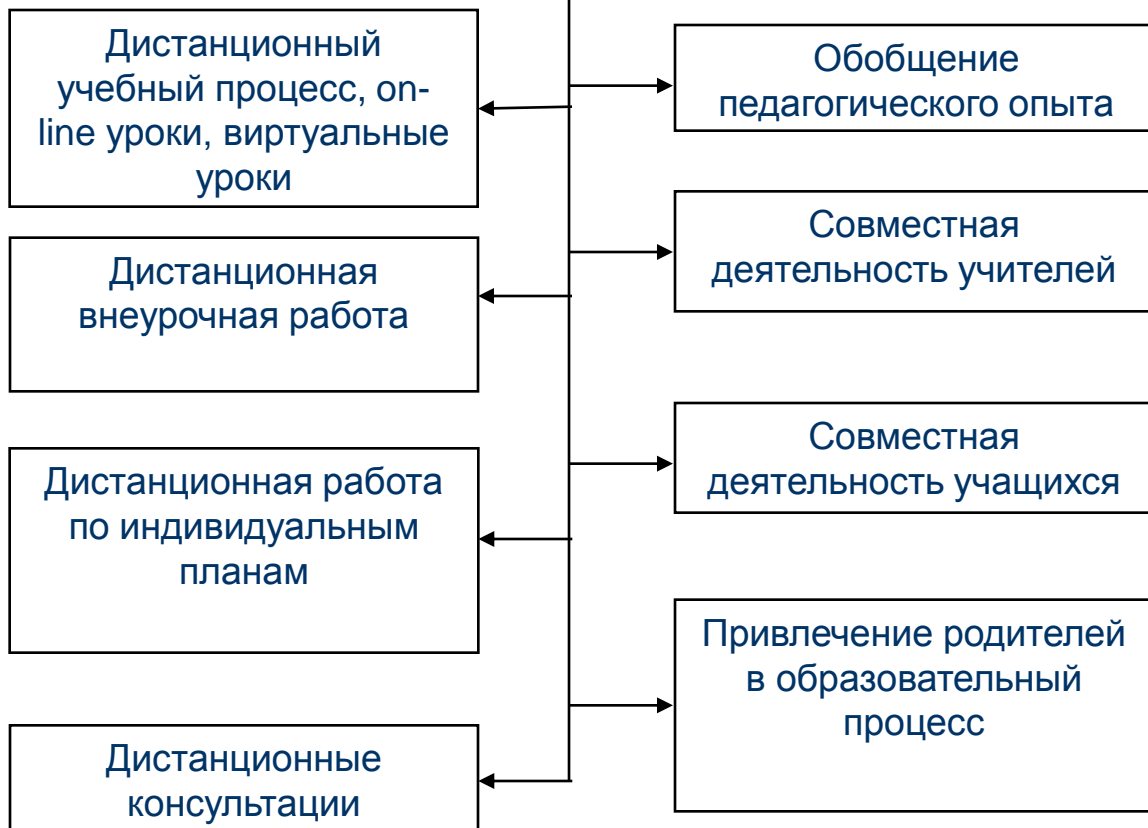 Дистанционный
учебный процесс, on-
line уроки, виртуальные
уроки
Дистанционная
внеурочная работа
Дистанционная работа
по индивидуальным
планам
Дистанционные
консультации
Обобщение
педагогического опыта
Совместная
деятельность учителей
Совместная
деятельность учащихся
Привлечение родителей
в образовательный
процесс